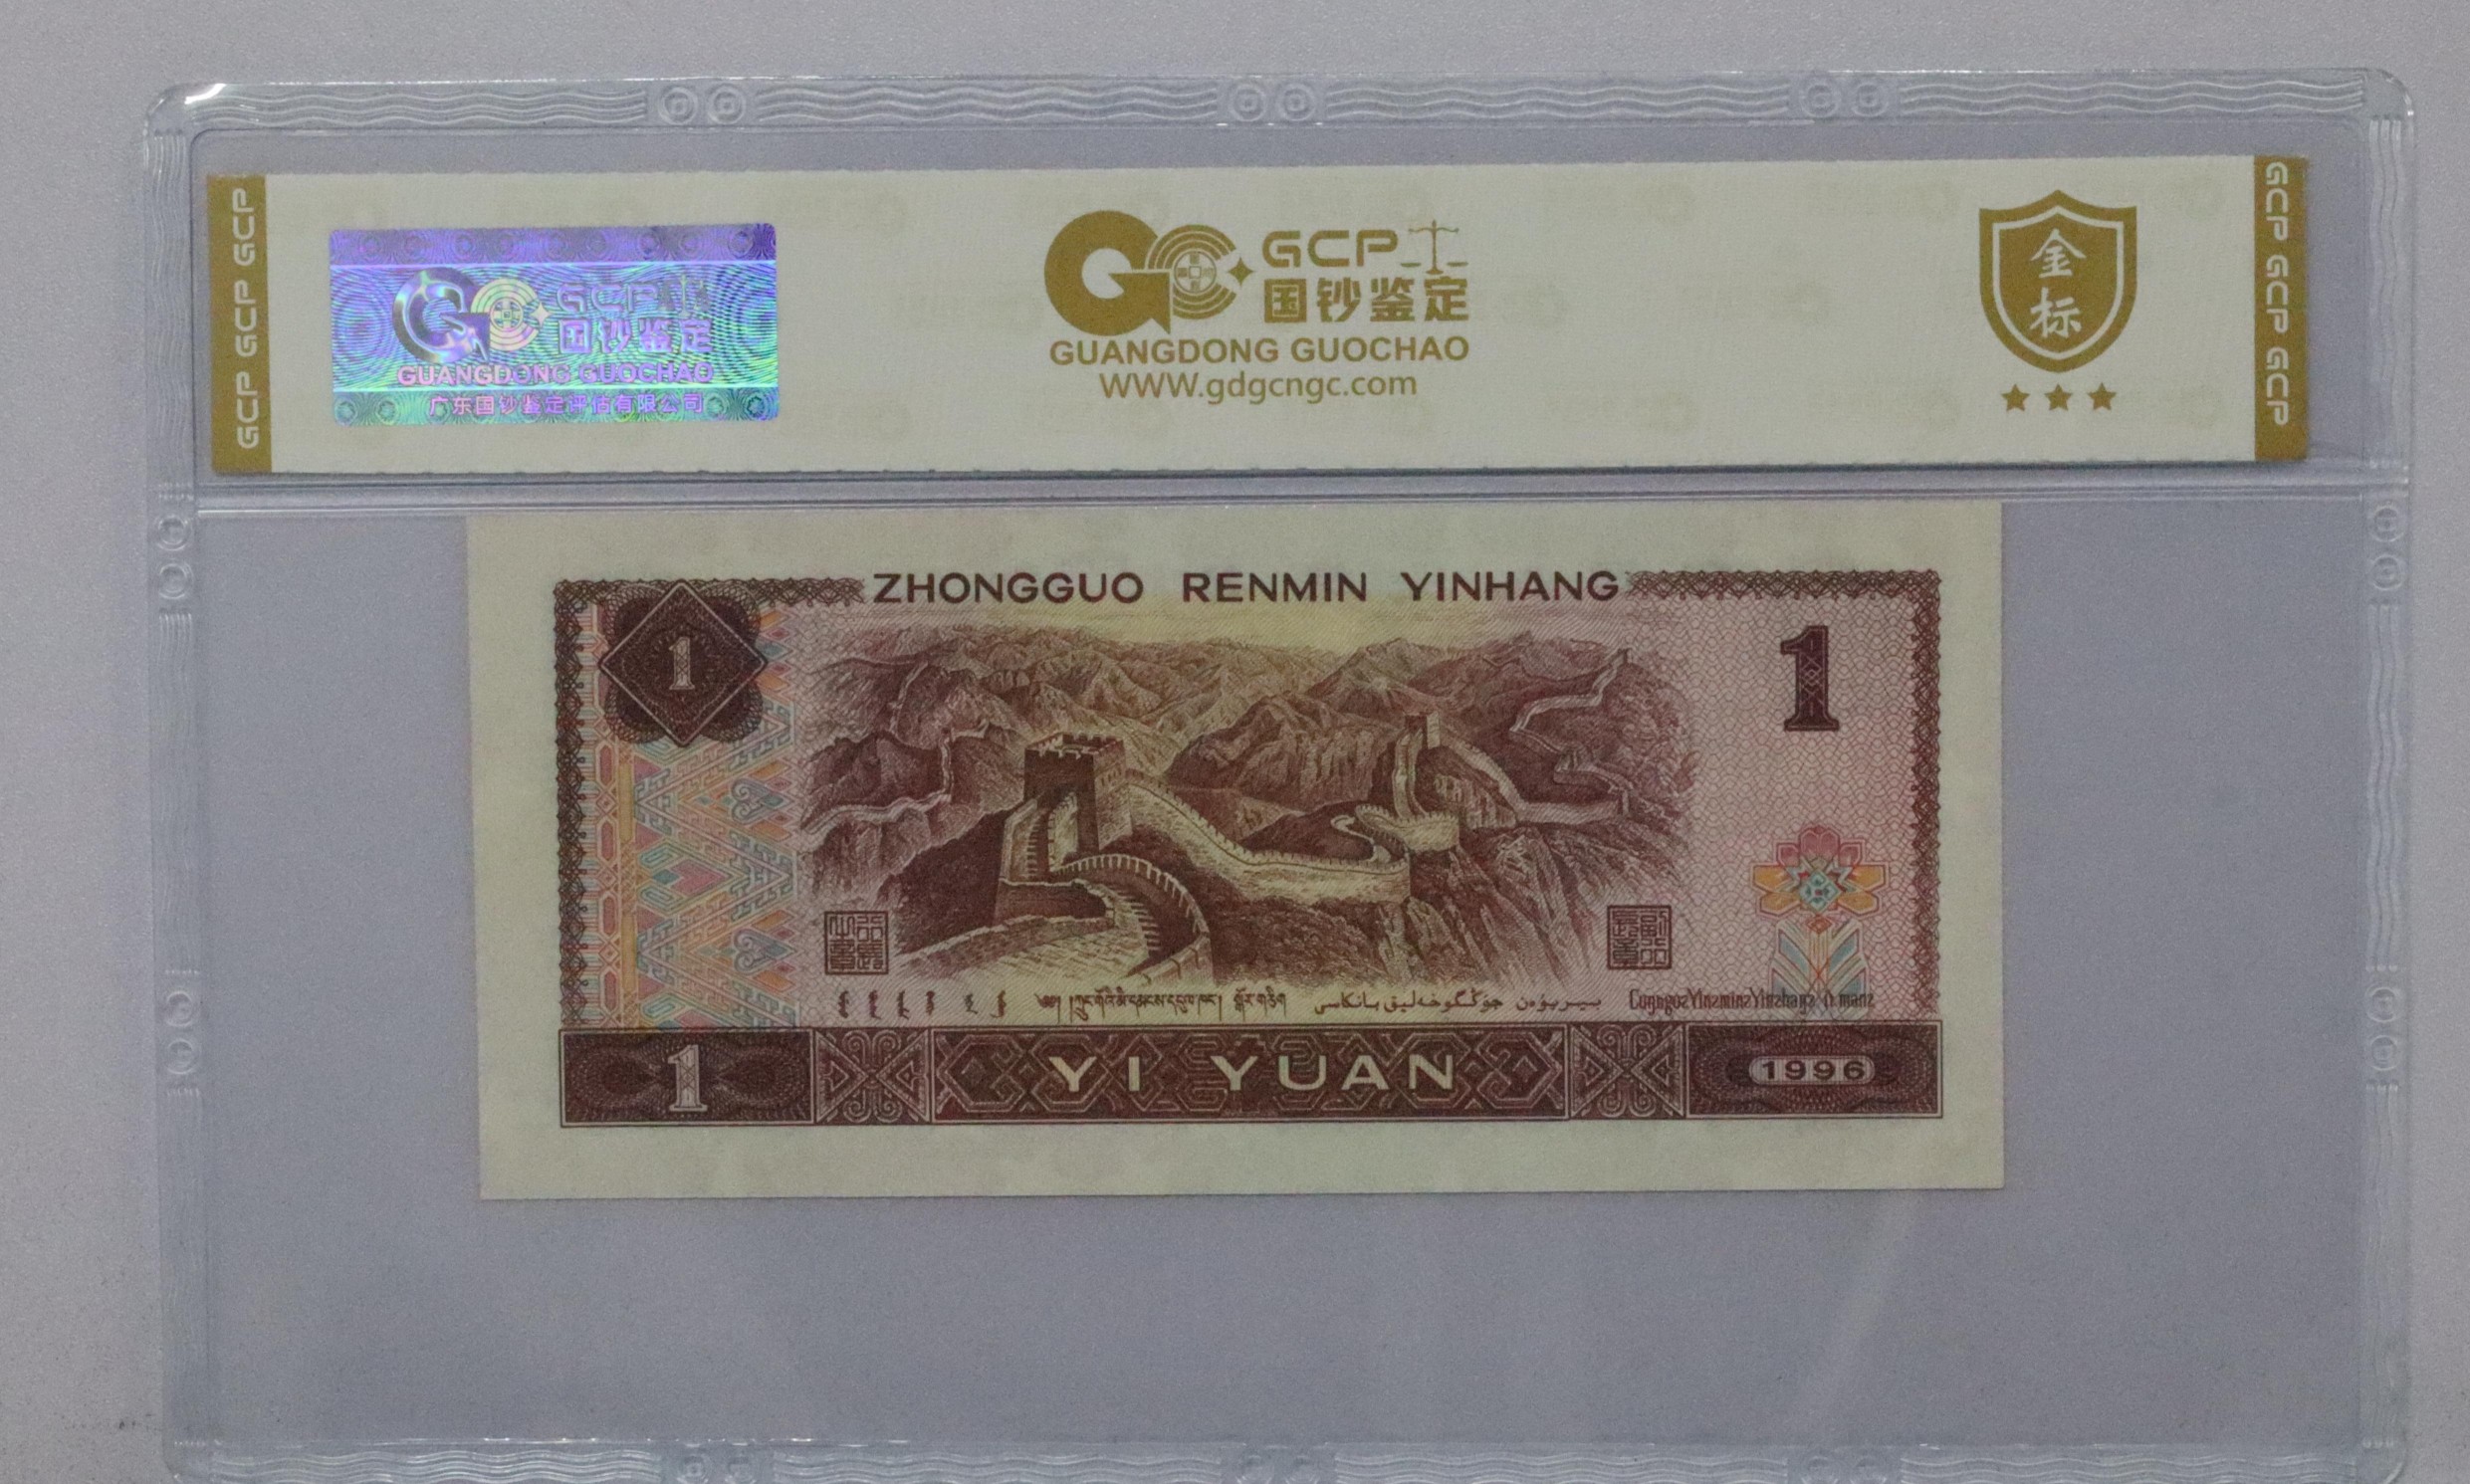 GCP GCP GCP
GCP
国钞鉴定
GUANGDONG GUOCHAO
广东国钞鉴定评估有限公司
GCP
国钞鉴定
GUANGDONG GUOCHAO
WWW.gdgcngc.com
金
标
GCP GCP GCP
ZHONGGUO RENMIN YINHANG
1
1
YI YUAN
1
1996